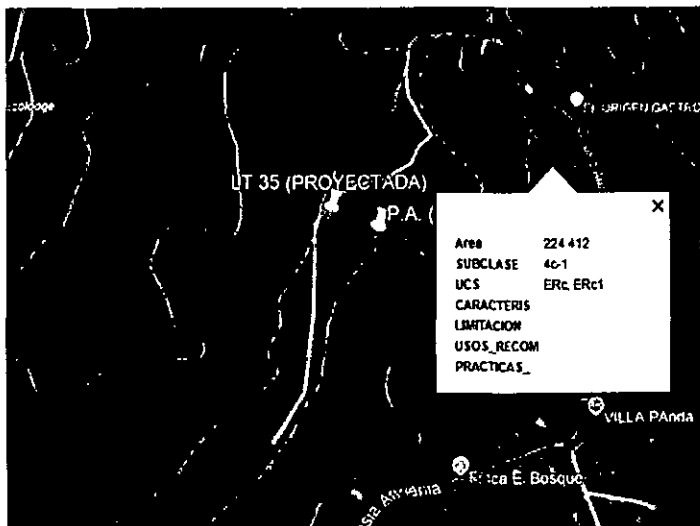 LT 35 (PROYECTADA)
P.A. (
×
Area 224.412
SUBCLASE 4c-1
UCS ERc, ERc1
CARACTERIS
LIMITACION
USOS_RECOM
PRACTICAS_
VILLA PAnda
Bosque